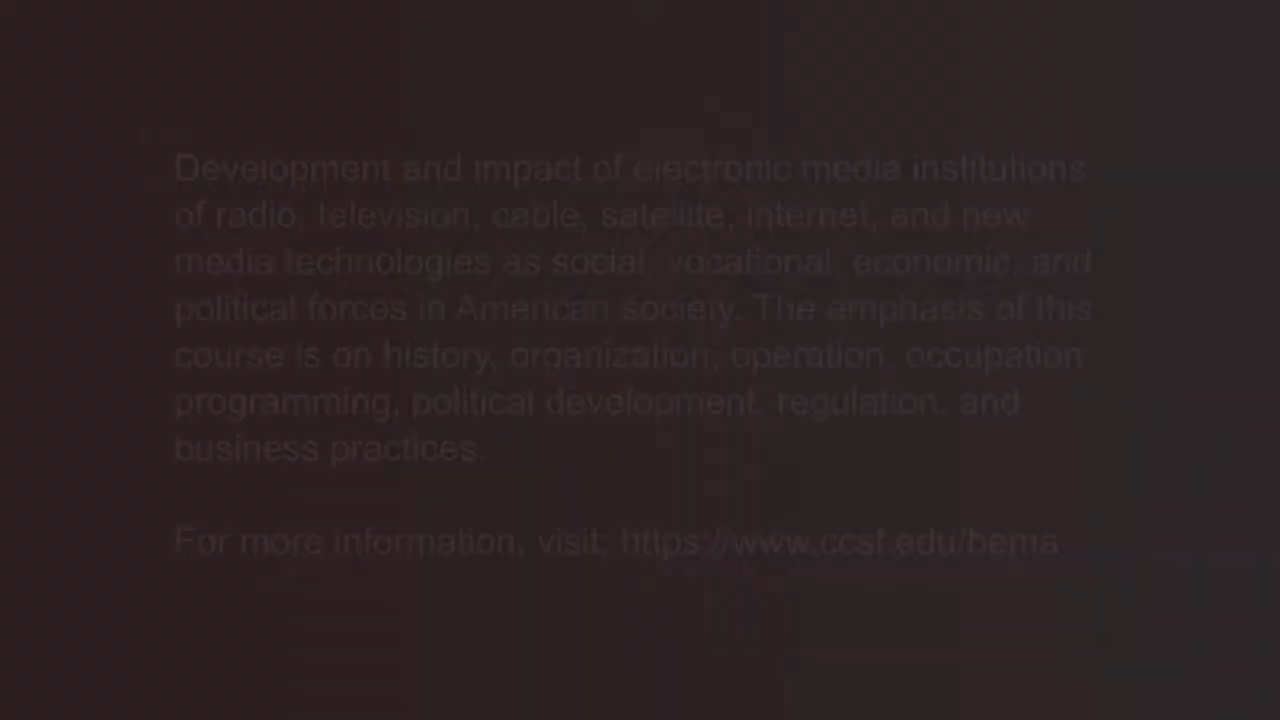 Development and impact of electronic media institutions
of radio, television, cable, satellite, internet, and new
media technologies as social, vocational, economic, and
political forces in American society. The emphasis of this
course is on history, organization, operation, occupation
programming, political development, regulation, and
business practices.
For more information, visit: https://www.ccsf.edu/bema